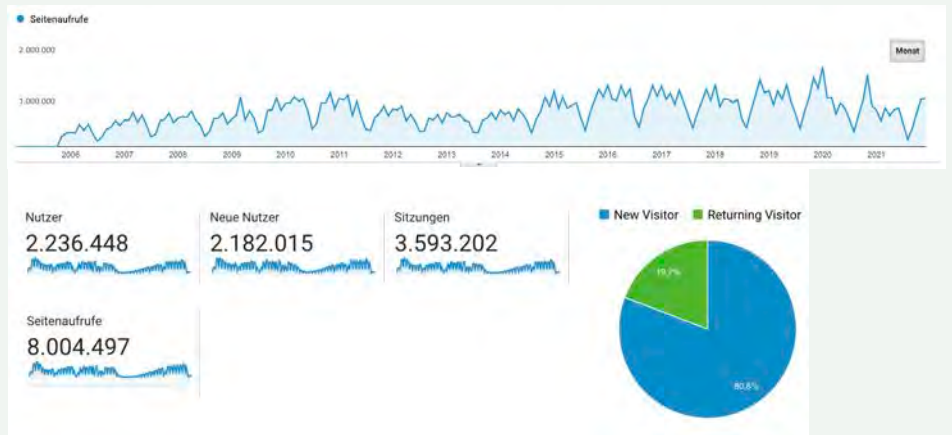 Seitenaufrufe
2.000.000
Monat
1.000.000
2006 2007 2008 2009 2010 2011 2012 2013 2014 2015 2016 2017 2018 2019 2020 2021
Nutzer
2.236.448
Neue Nutzer
2.182.015
Sitzungen
3.593.202
Seitenaufrufe
8.004.497
New Visitor Returning Visitor
19,2%
80,8%